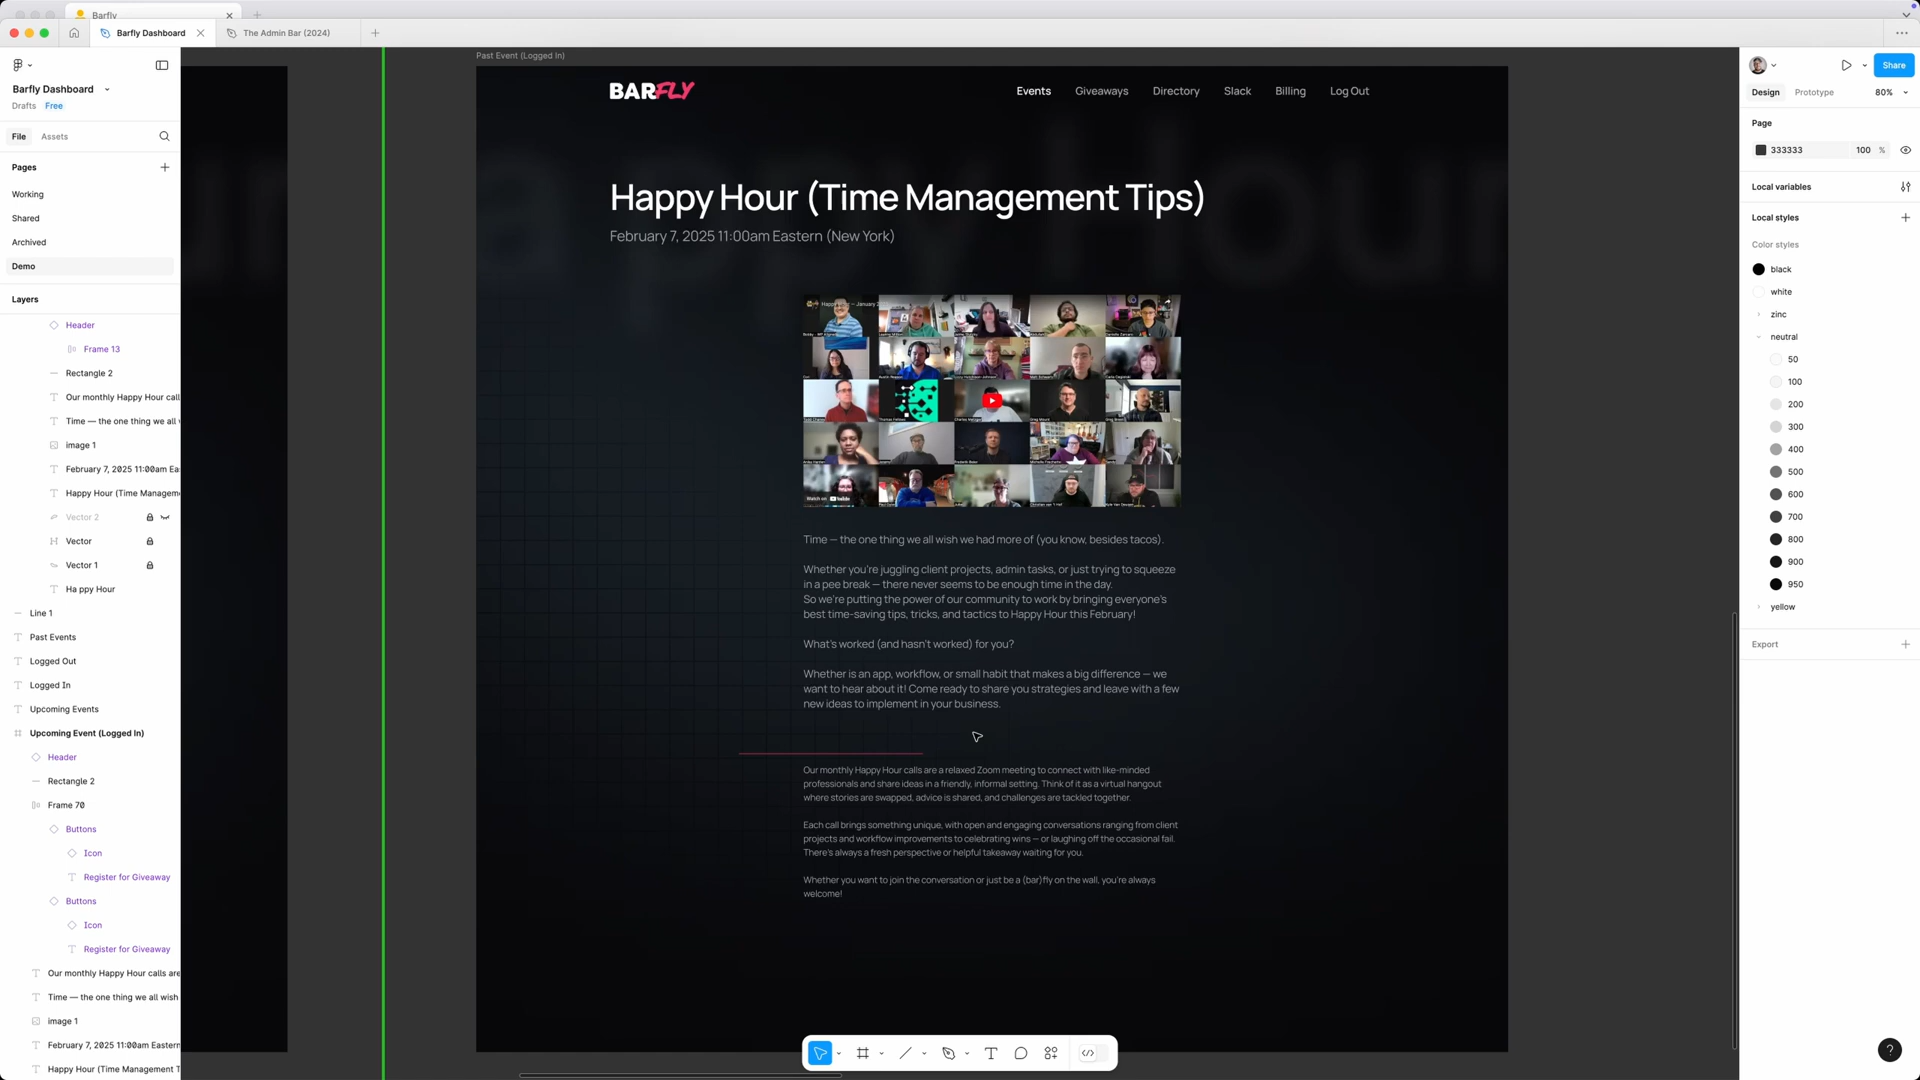 Barfly
Barfly Dashboard
The Admin Bar (2024)
Barfly Dashboard
Drafts
Free
File
Assets
Pages
Working
Shared
Archived
Demo
Layers
Header
Frame 13
Rectangle 2
Our monthly Happy Hour call
Time — the one thing we all
image 1
February 7, 2025 11:00am Ea
Happy Hour (Time Managem
Vector 2
Vector
Vector 1
Ha ppy Hour
Line 1
Past Events
Logged Out
Logged In
Upcoming Events
Upcoming Event (Logged In)
Header
Rectangle 2
Frame 70
Buttons
Icon
Register for Giveaway
Buttons
Icon
Register for Giveaway
Our monthly Happy Hour calls are
Time — the one thing we all wish
image 1
February 7, 2025 11:00am Eastern
Happy Hour (Time Management T
Past Event (Logged In)
BARFLY
Events
Giveaways
Directory
Slack
Billing
Log Out
Happy Hour (Time Management Tips)
February 7, 2025 11:00am Eastern (New York)
Time — the one thing we all wish we had more of (you know, besides tacos).
Whether you're juggling client projects, admin tasks, or just trying to squeeze
in a pee break — there never seems to be enough time in the day.
So we're putting the power of our community to work by bringing everyone's
best time-saving tips, tricks, and tactics to Happy Hour this February!
What's worked (and hasn't worked) for you?
Whether is an app, workflow, or small habit that makes a big difference — we
want to hear about it! Come ready to share you strategies and leave with a few
new ideas to implement in your business.
Our monthly Happy Hour calls are a relaxed Zoom meeting to connect with like-minded
professionals and share ideas in a friendly, informal setting. Think of it as a virtual hangout
where stories are swapped, advice is shared, and challenges are tackled together.
Each call brings something unique, with open and engaging conversations ranging from client
projects and workflow improvements to celebrating wins — or laughing off the occasional fail.
There's always a fresh perspective or helpful takeaway waiting for you.
Whether you want to join the conversation or just be a (bar)fly on the wall, you're always
welcome!
Share
Design
Prototype
80%
Page
333333
100
%
Local variables
Local styles
Color styles
black
white
zinc
neutral
50
100
200
300
400
500
600
700
800
900
950
yellow
Export
?